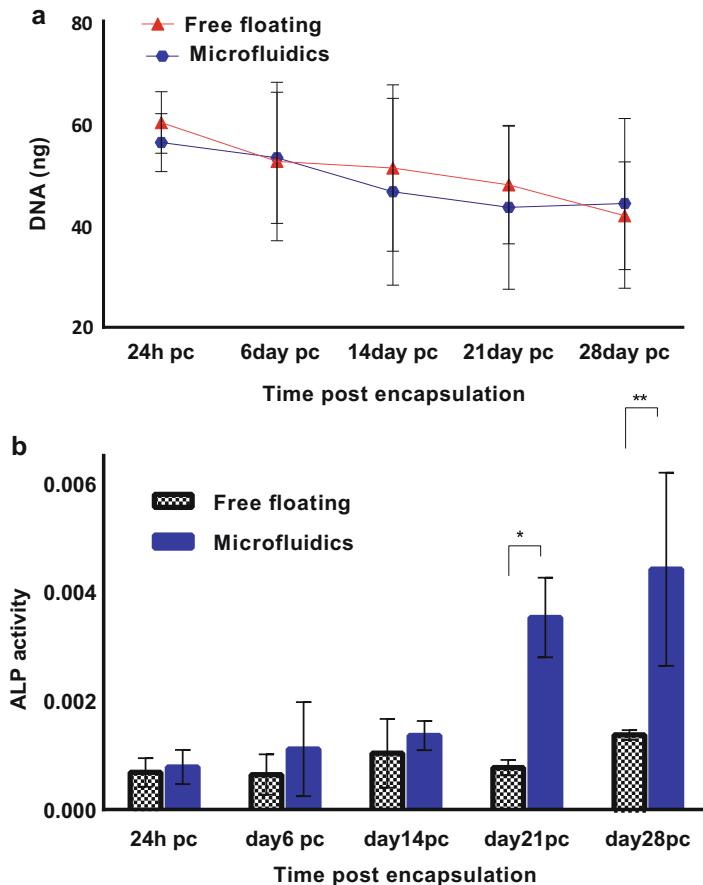 a
Free floating
Microfluidics
DNA (ng)
80
60
40
20
24h pc 6day pc 14day pc 21day pc 28day pc
Time post encapsulation
b
Free floating
Microfluidics
ALP activity
0.006
0.004
0.002
0.000
*
**
24h pc day6 pc day14pc day21pc day28pc
Time post encapsulation